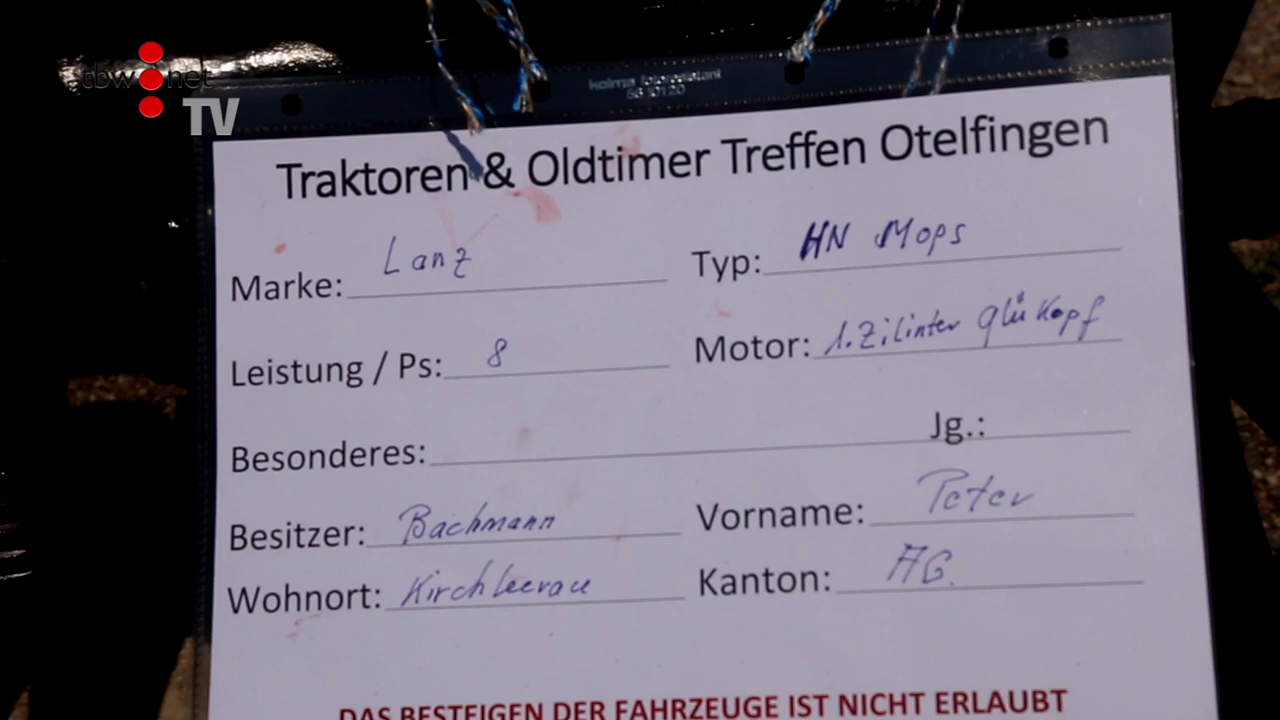 tbw net
TV
Traktoren & Oldtimer Treffen Otelfingen
Marke: Lanz Typ: HN Mops
Leistung / Ps: 8 Motor: 1.Zilinter glükopf
Besonderes: Jg.:
Besitzer: Bachmann Vorname: Peter
Wohnort: Kirchleerau Kanton: AG.
DAS BESTEIGEN DER FAHRZEUGE IST NICHT ERLAUBT